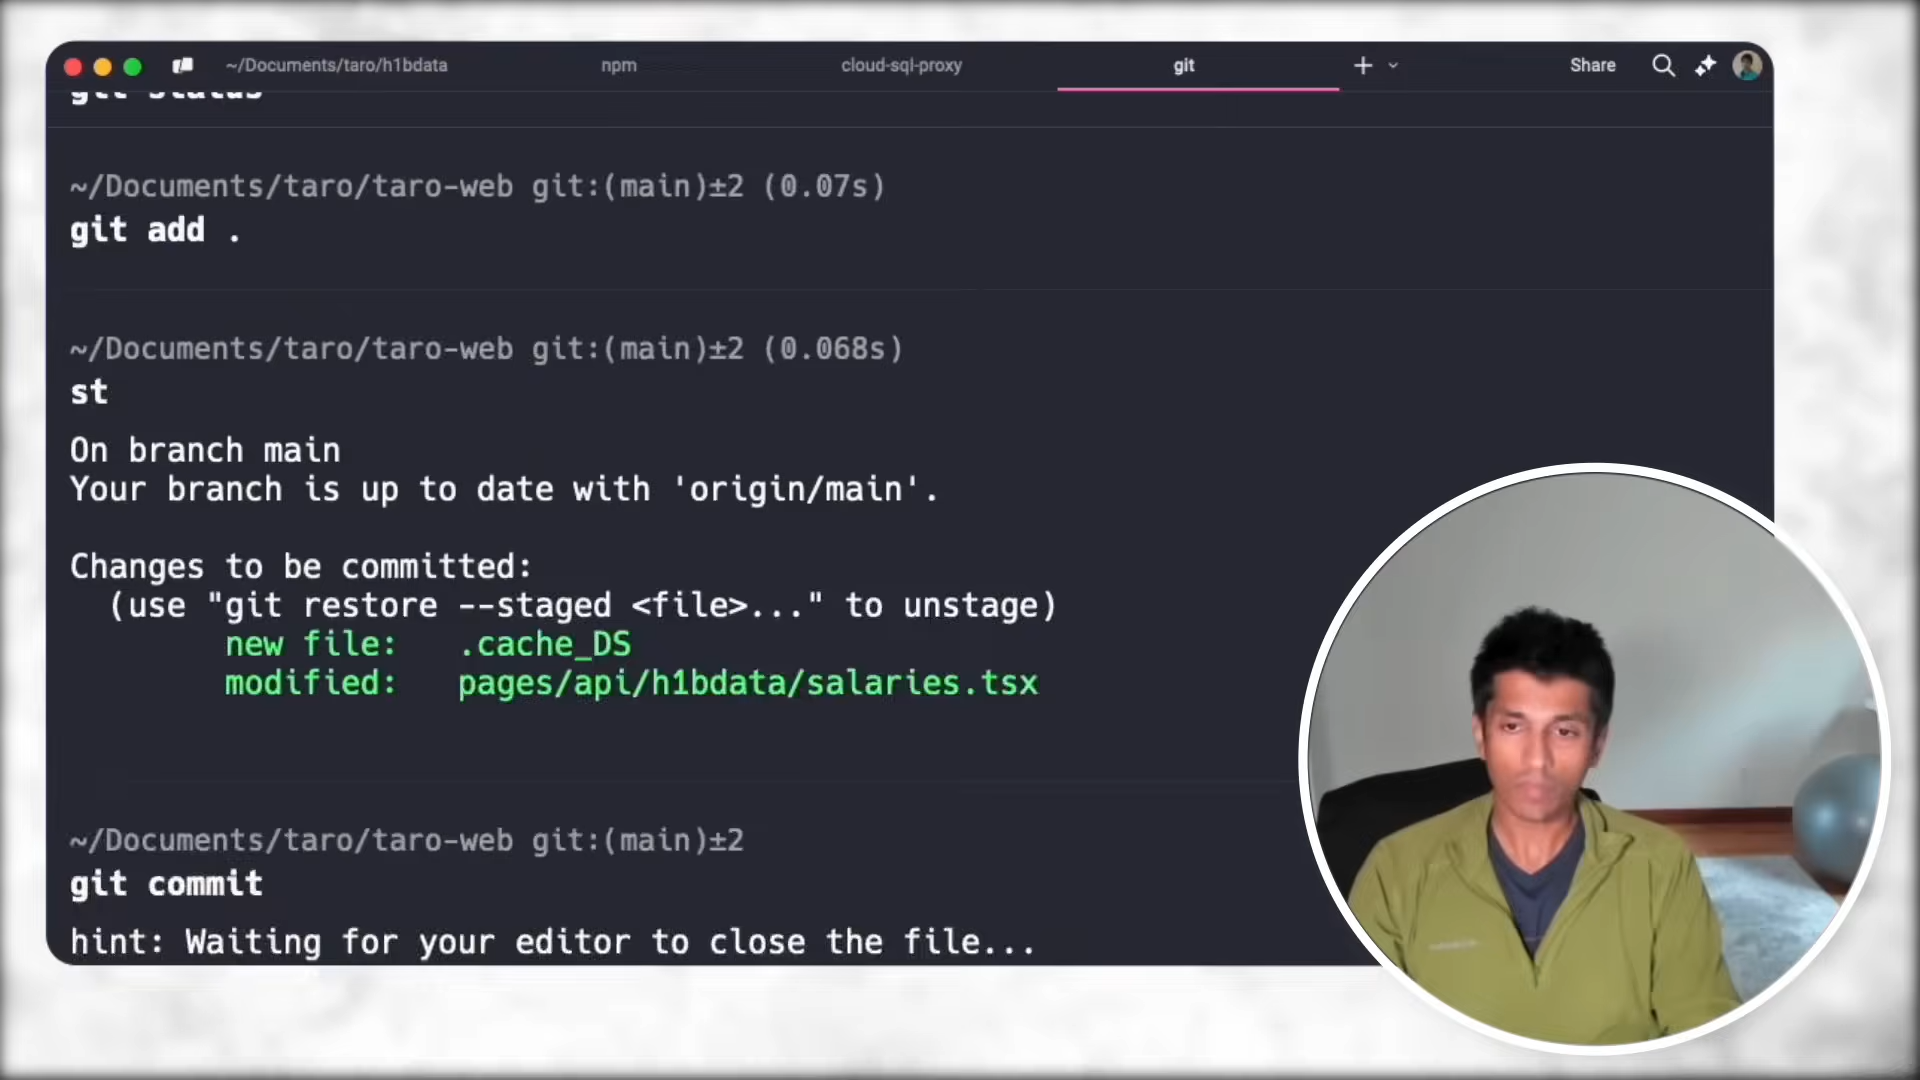 ~/Documents/taro/h1bdata
npm
cloud-sql-proxy
git
Share
git status
~/Documents/taro/taro-web git:(main)±2 (0.07s)
git add .
~/Documents/taro/taro-web git:(main)±2 (0.068s)
st
On branch main
Your branch is up to date with 'origin/main'.
Changes to be committed:
(use "git restore --staged <file>..." to unstage)
new file: .cache_DS
modified: pages/api/h1bdata/salaries.tsx
~/Documents/taro/taro-web git:(main)±2
git commit
hint: Waiting for your editor to close the file...